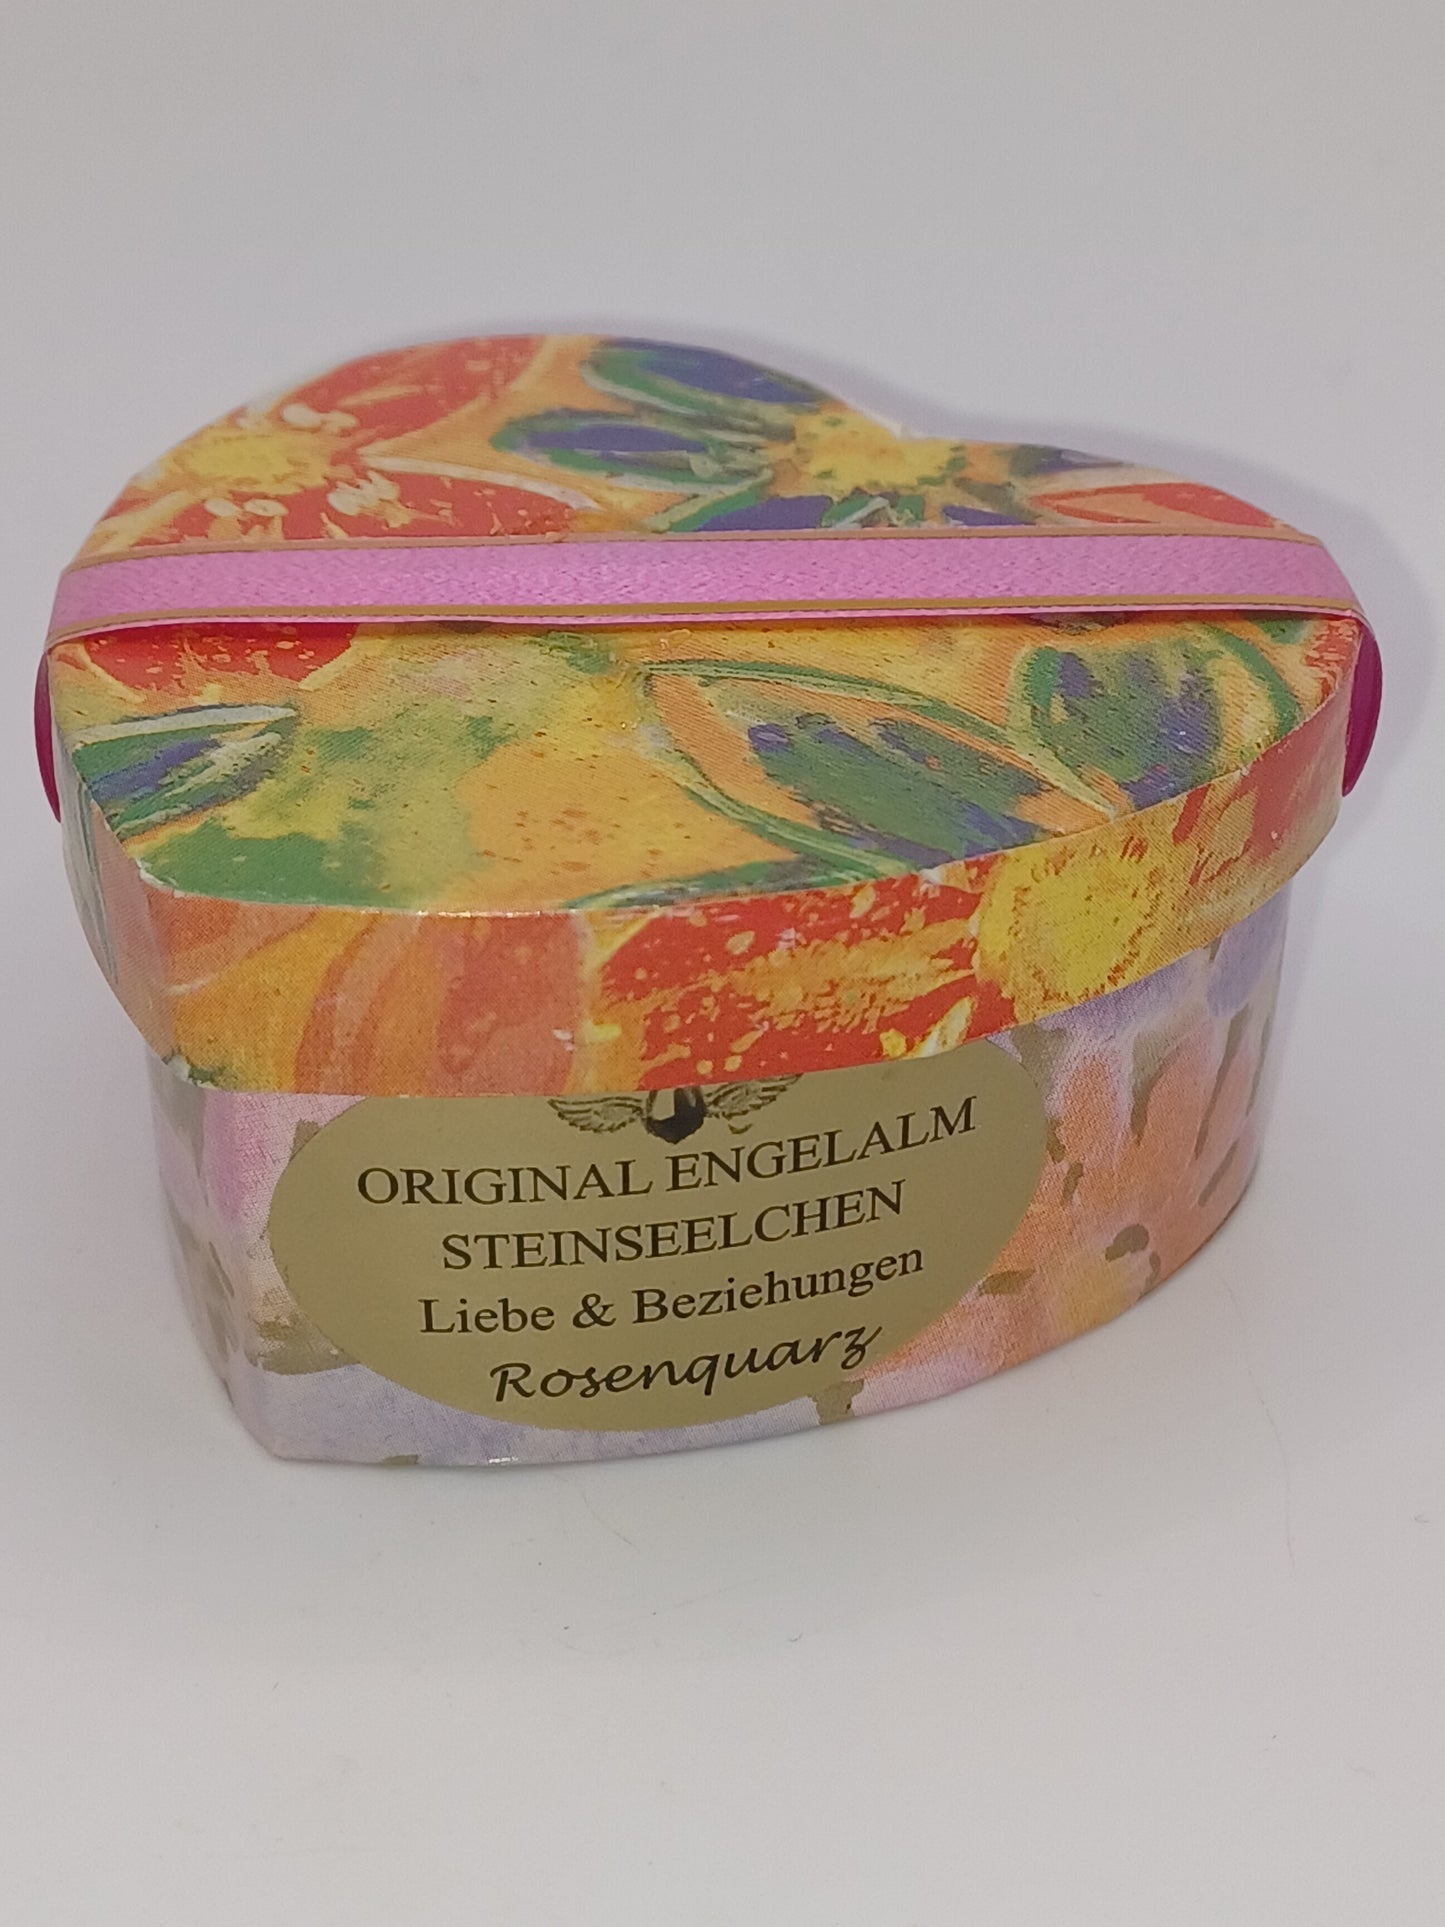 ORIGINAL ENGELALM
STEINSEELCHEN
Liebe & Beziehungen
Rosenquarz